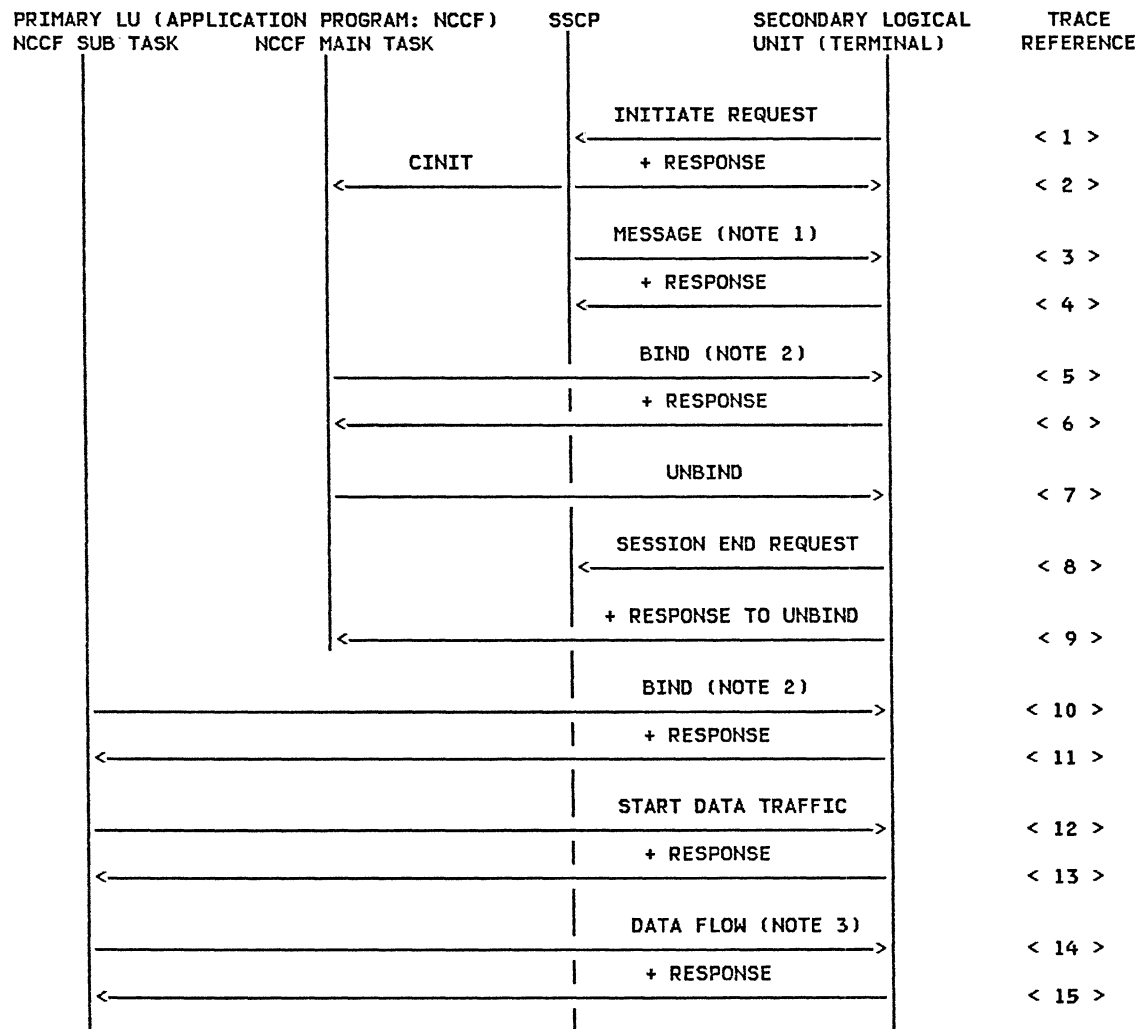 PRIMARY LU (APPLICATION PROGRAM: NCCF) SSCP SECONDARY LOGICAL TRACE
NCCF SUB TASK NCCF MAIN TASK UNIT (TERMINAL) REFERENCE
INITIATE REQUEST
< 1 >
CINIT + RESPONSE
< 2 >
MESSAGE (NOTE 1)
< 3 >
+ RESPONSE
< 4 >
BIND (NOTE 2)
< 5 >
+ RESPONSE
< 6 >
UNBIND
< 7 >
SESSION END REQUEST
< 8 >
+ RESPONSE TO UNBIND
< 9 >
BIND (NOTE 2)
< 10 >
+ RESPONSE
< 11 >
START DATA TRAFFIC
< 12 >
+ RESPONSE
< 13 >
DATA FLOW (NOTE 3)
< 14 >
+ RESPONSE
< 15 >